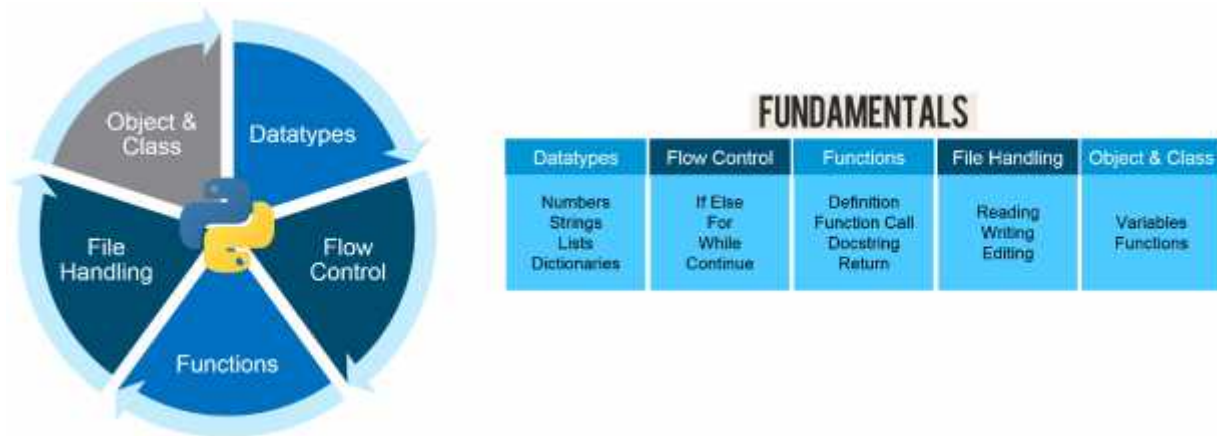 Object &
Class
Datatypes
File
Handling
Flow
Control
Functions
FUNDAMENTALS
Datatypes
Numbers
Strings
Lists
Dictionaries
Flow Control
If Else
For
While
Continue
Functions
Definition
Function Call
Docstring
Return
File Handling
Reading
Writing
Editing
Object & Class
Variables
Functions